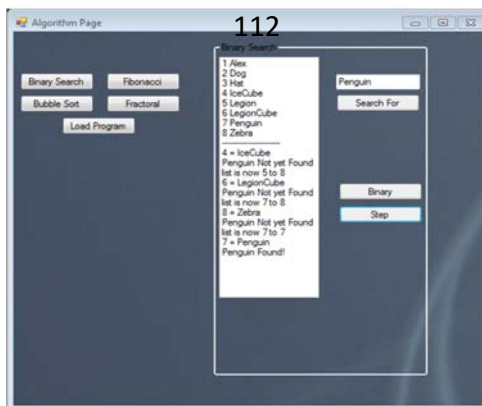 Algorithm Page
112
Binary Search
Fibonacci
Bubble Sort
Fractoral
Load Program
Binary Search
1 Alex
2 Dog
3 Hat
4 IceCube
5 Legion
6 LegionCube
7 Penguin
8 Zebra
4 = IceCube
Penguin Not yet Found
list is now 5 to 8
6 = LegionCube
Penguin Not yet Found
list is now 7 to 8
8 = Zebra
Penguin Not yet Found
list is now 7 to 7
7 = Penguin
Penguin Found!
Penguin
Search For
Binary
Step